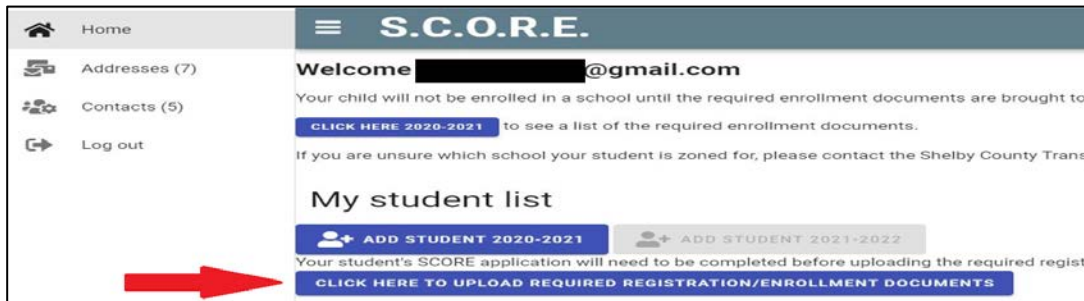 Home
Addresses (7)
Contacts (5)
Log out
S.C.O.R.E.
Welcome @gmail.com
Your child will not be enrolled in a school until the required enrollment documents are brought to
CLICK HERE 2020-2021 to see a list of the required enrollment documents.
If you are unsure which school your student is zoned for, please contact the Shelby County
My student list
ADD STUDENT 2020-2021 ADD STUDENT 2021-2022
Your student's SCORE application will need to be completed before uploading the required
CLICK HERE TO UPLOAD REQUIRED REGISTRATION/ENROLLMENT DOCUMENTS